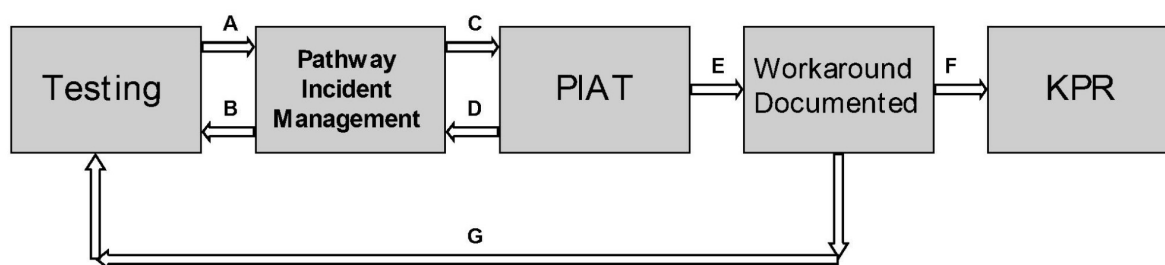 A
C
Testing
Pathway
Incident
Management
PIAT
E
Workaround
Documented
F
KPR
B
D
G